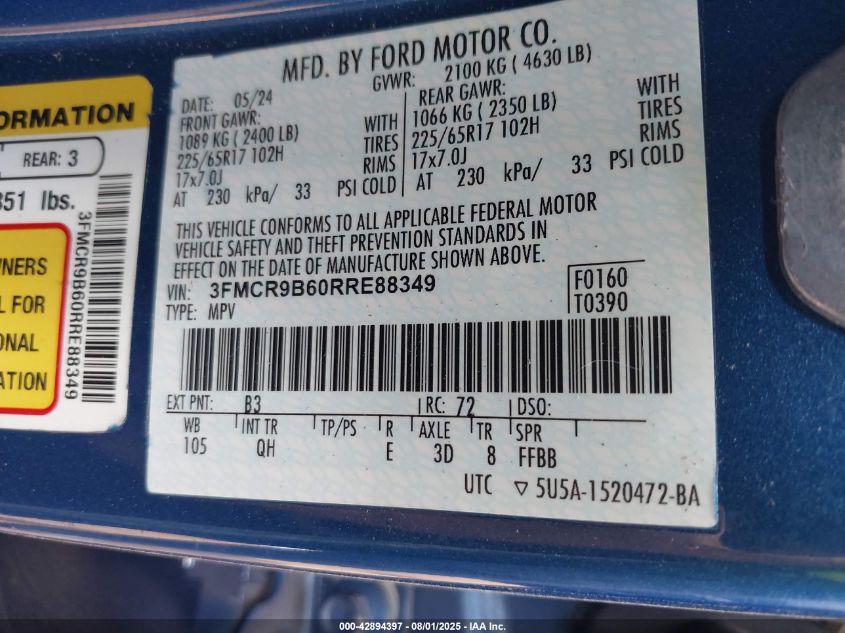 ORMATION
REAR: 3
351 lbs.
3FMCR9B60RRE88349
WNERS
L FOR
ONAL
ATION
MFD. BY FORD MOTOR CO.
DATE: 05/24 GVWR: 2100 KG ( 4630 LB)
FRONT GAWR: REAR GAWR:
1089 KG ( 2400 LB) WITH 1066 KG ( 2350 LB) WITH
225/65R17 102H TIRES 225/65R17 102H TIRES
17x7.0J RIMS 17x7.0J RIMS
AT 230 kPa/ 33 PSI COLD AT 230 kPa/ 33 PSI COLD
THIS VEHICLE CONFORMS TO ALL APPLICABLE FEDERAL MOTOR
VEHICLE SAFETY AND THEFT PREVENTION STANDARDS IN
EFFECT ON THE DATE OF MANUFACTURE SHOWN ABOVE.
VIN: 3FMCR9B60RRE88349 F0160
TYPE: MPV T0390
EXT PNT: B3 RC: 72 DSO:
WB INT TR TP/PS R AXLE TR SPR
105 QH E 3D 8 FFBB
UTC ▽ 5U5A-1520472-BA
000-42894397 - 08/01/2025 - IAA Inc.